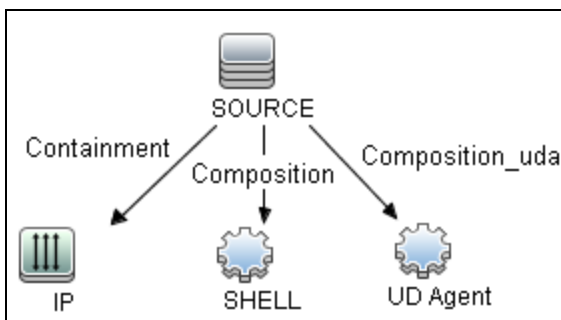 SOURCE
Containment
Composition
Composition_uda
IP
SHELL
UD Agent